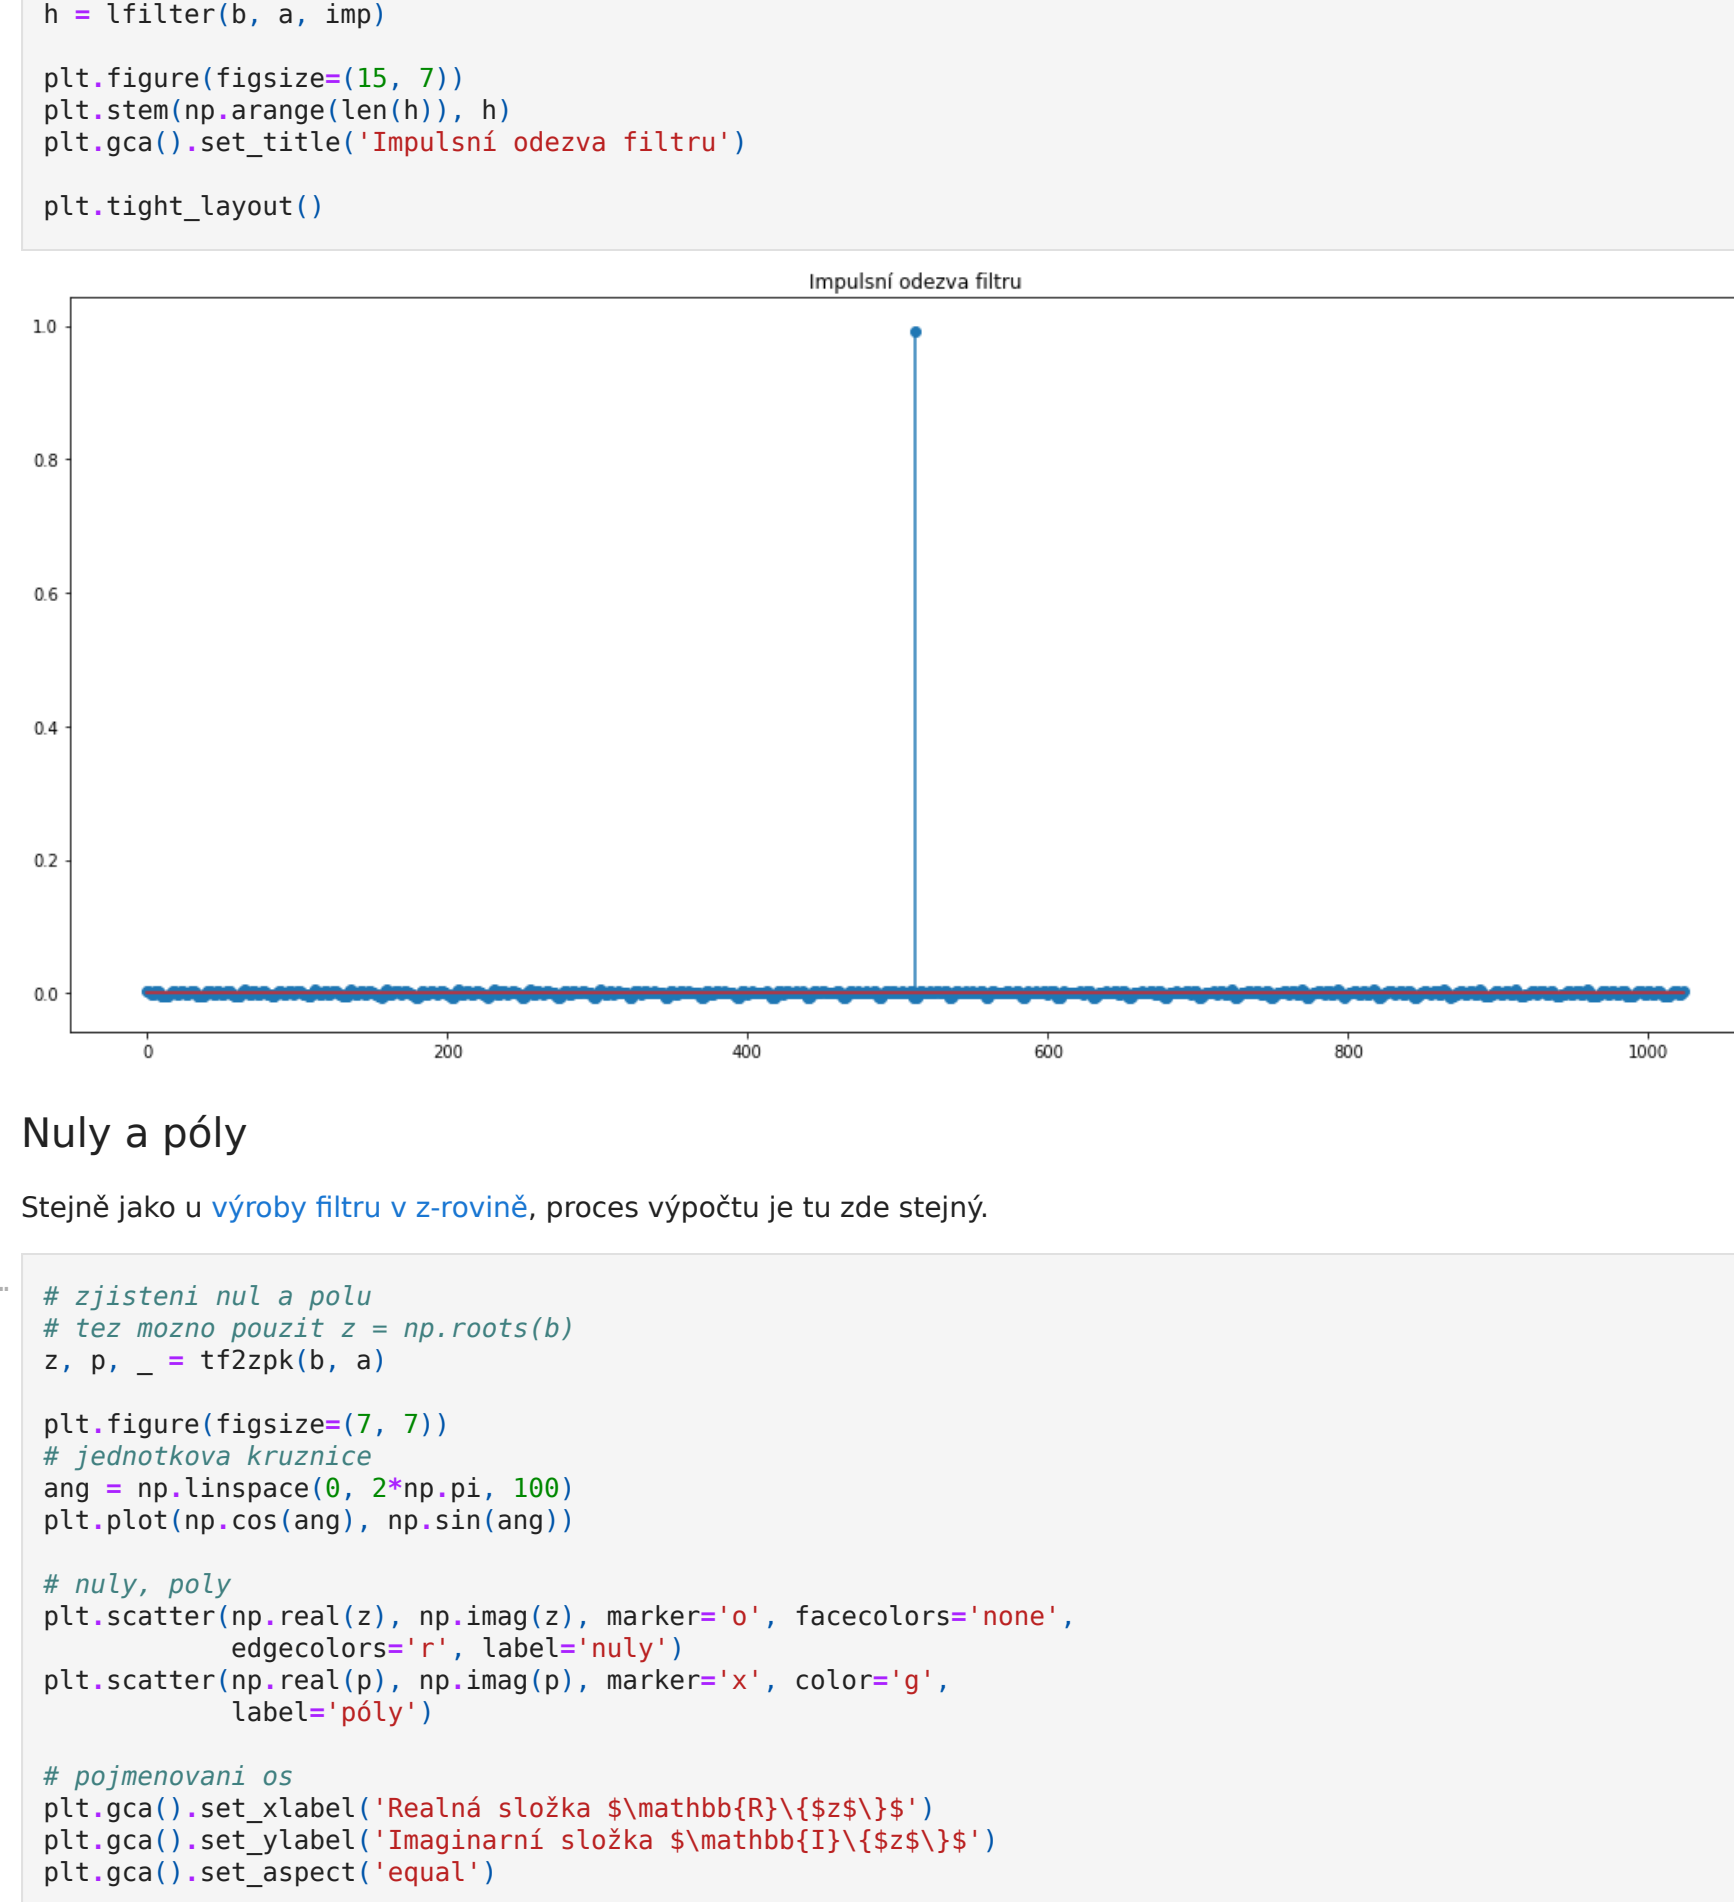 h = lfilter(b, a, imp)
plt.figure(figsize=(15, 7))
plt.stem(np.arange(len(h)), h)
plt.gca().set_title('Impulsní odezva filtru')
plt.tight_layout()
Impulsní odezva filtru
1.0
0.8
0.6
0.4
0.2
0.0
0 200 400 600 800 1000
Nuly a póly
Stejně jako u výroby filtru v z-rovině, proces výpočtu je tu zde stejný.
# zjisteni nul a polu
# tez mozno pouzit z = np.roots(b)
z, p, _ = tf2zpk(b, a)
plt.figure(figsize=(7, 7))
# jednotkova kruznice
ang = np.linspace(0, 2*np.pi, 100)
plt.plot(np.cos(ang), np.sin(ang))
# nuly, poly
plt.scatter(np.real(z), np.imag(z), marker='o', facecolors='none',
edgecolors='r', label='nuly')
plt.scatter(np.real(p), np.imag(p), marker='x', color='g',
label='póly')
# pojmenovani os
plt.gca().set_xlabel('Realná složka $\mathbb{R}\{$z$\}$')
plt.gca().set_ylabel('Imaginarní složka $\mathbb{I}\{$z$\}$')
plt.gca().set_aspect('equal')